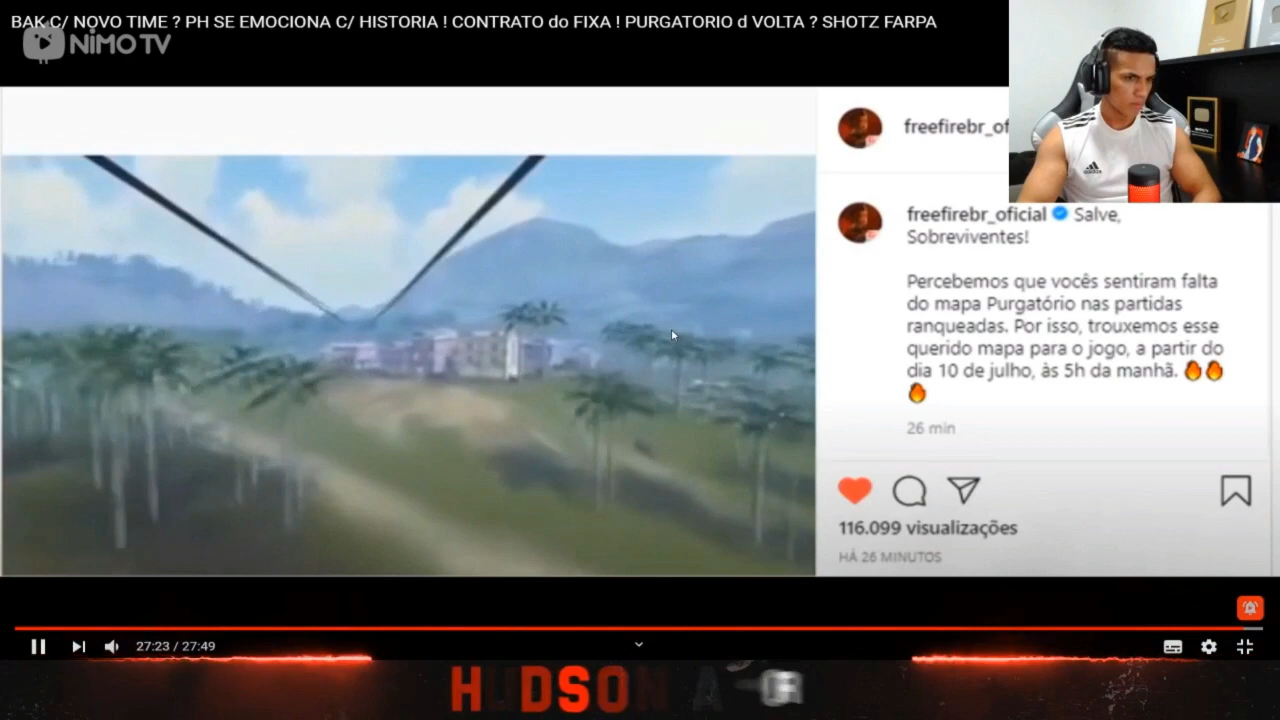 BAK C/ NOVO TIME ? PH SE EMOCIONA C/ HISTORIA ! CONTRATO do FIXA ! PURGATORIO d VOLTA ? SHOTZ FARPA
NIMO TV
freefirebr_of
freefirebr_oficial Salve,
Sobreviventes!
Percebemos que vocês sentiram falta
do mapa Purgatório nas partidas
ranqueadas. Por isso, trouxemos esse
querido mapa para o jogo, a partir do
dia 10 de julho, às 5h da manhã. 🔥🔥
🔥
26 min
116.099 visualizações
HÁ 26 MINUTOS
27:23 / 27:49
HUDSON